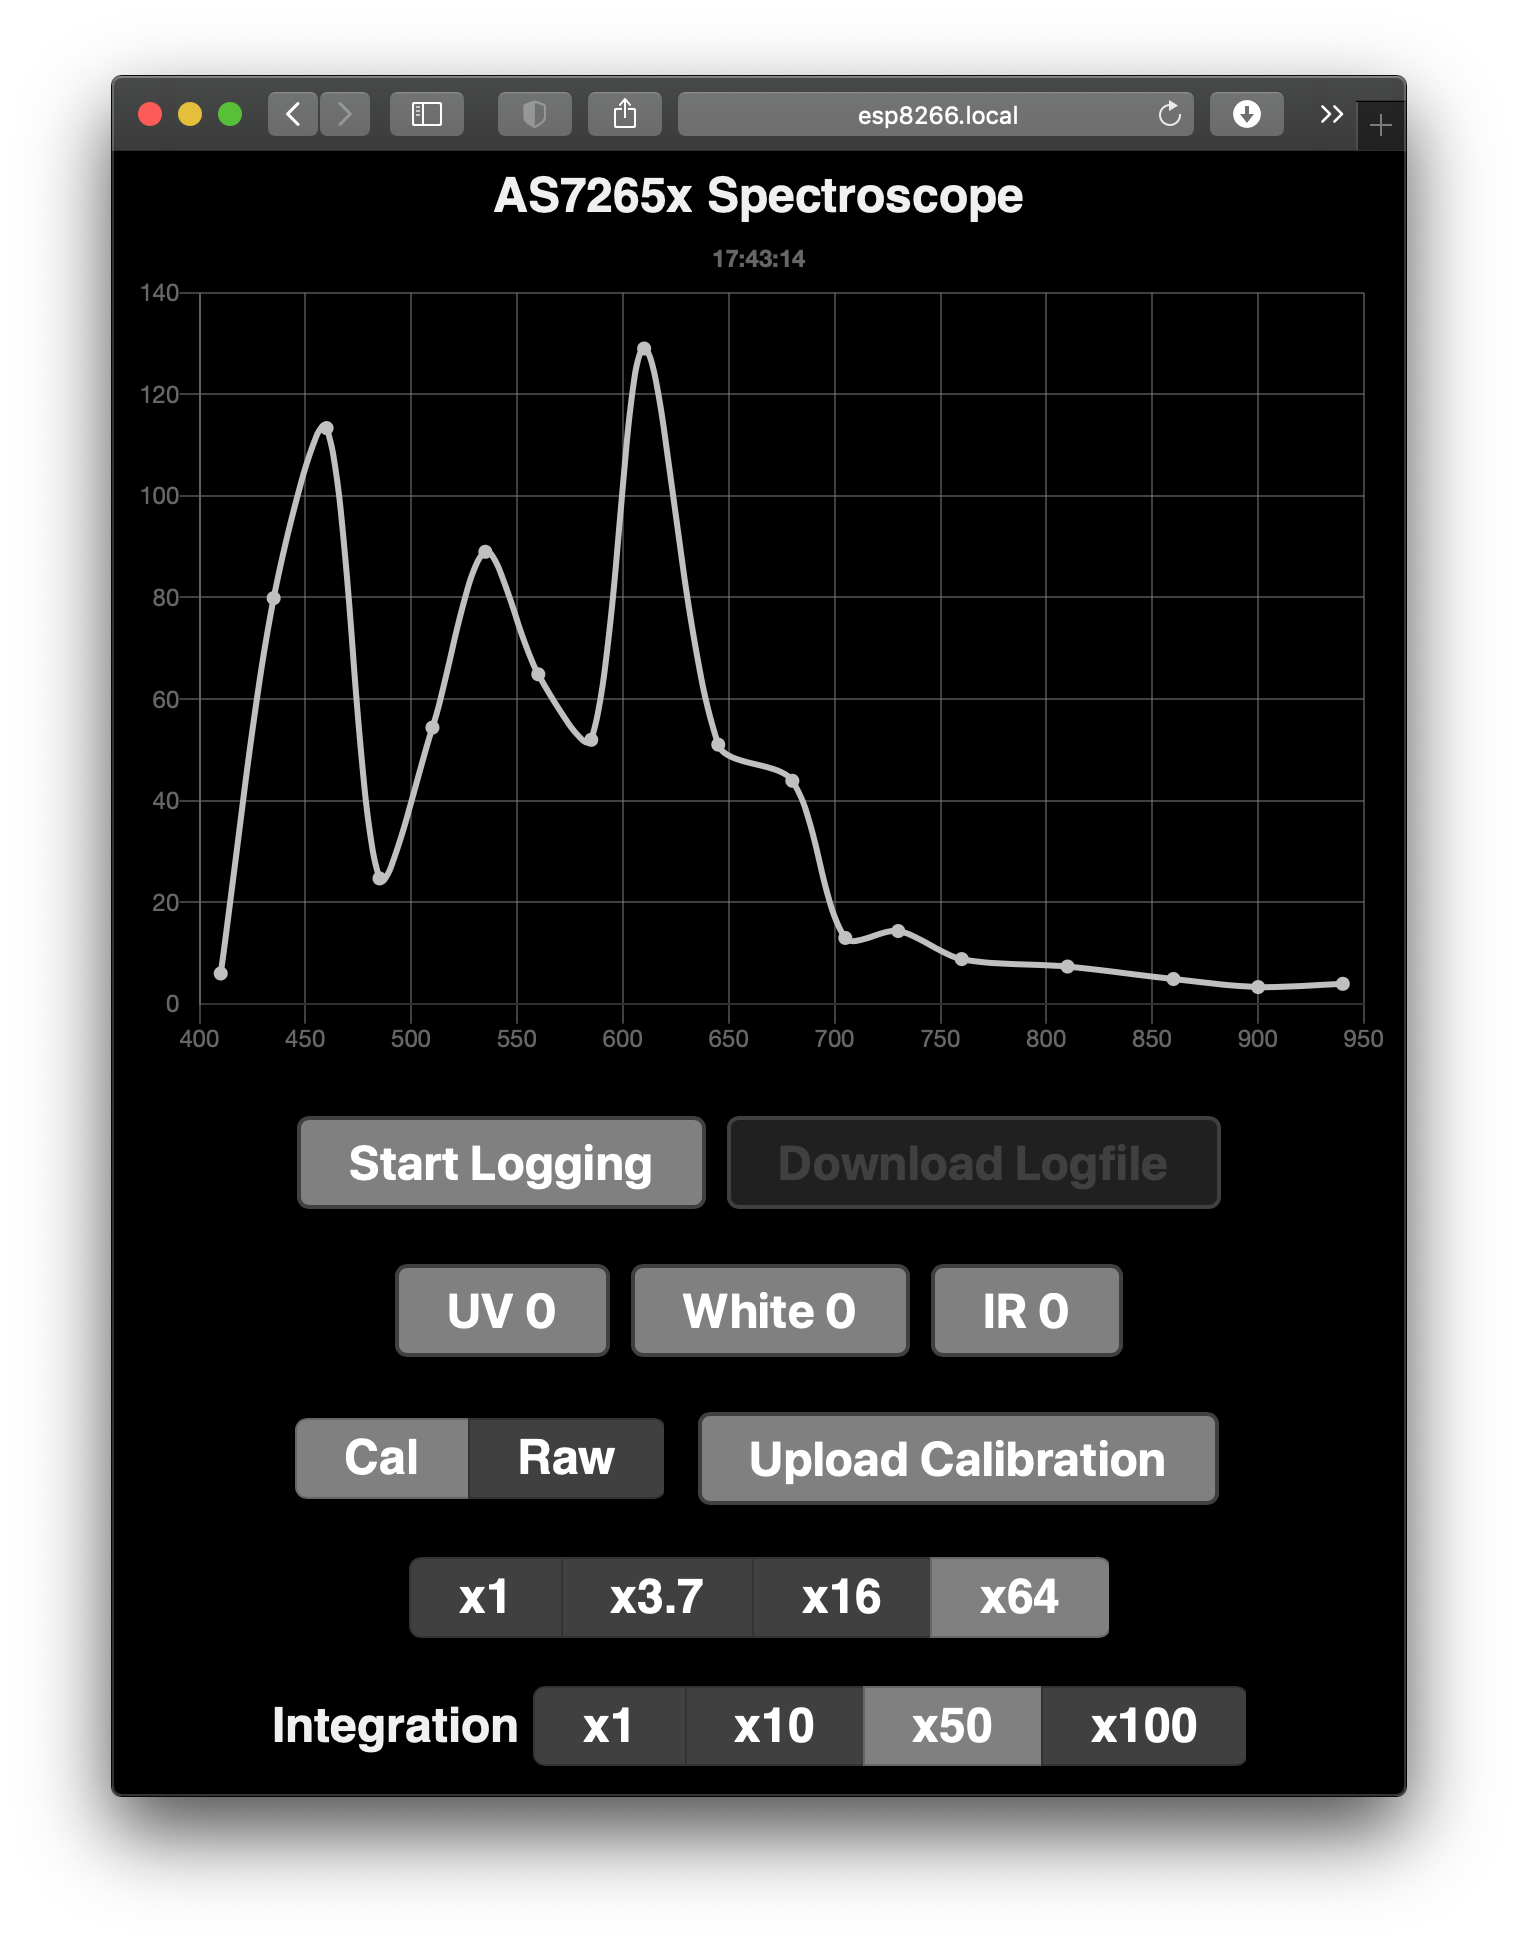 esp8266.local
AS7265x Spectroscope
17:43:14
140
120
100
80
60
40
20
0
400 450 500 550 600 650 700 750 800 850 900 950
Start Logging Download Logfile
UV 0 White 0 IR 0
Cal Raw Upload Calibration
x1 x3.7 x16 x64
Integration x1 x10 x50 x100